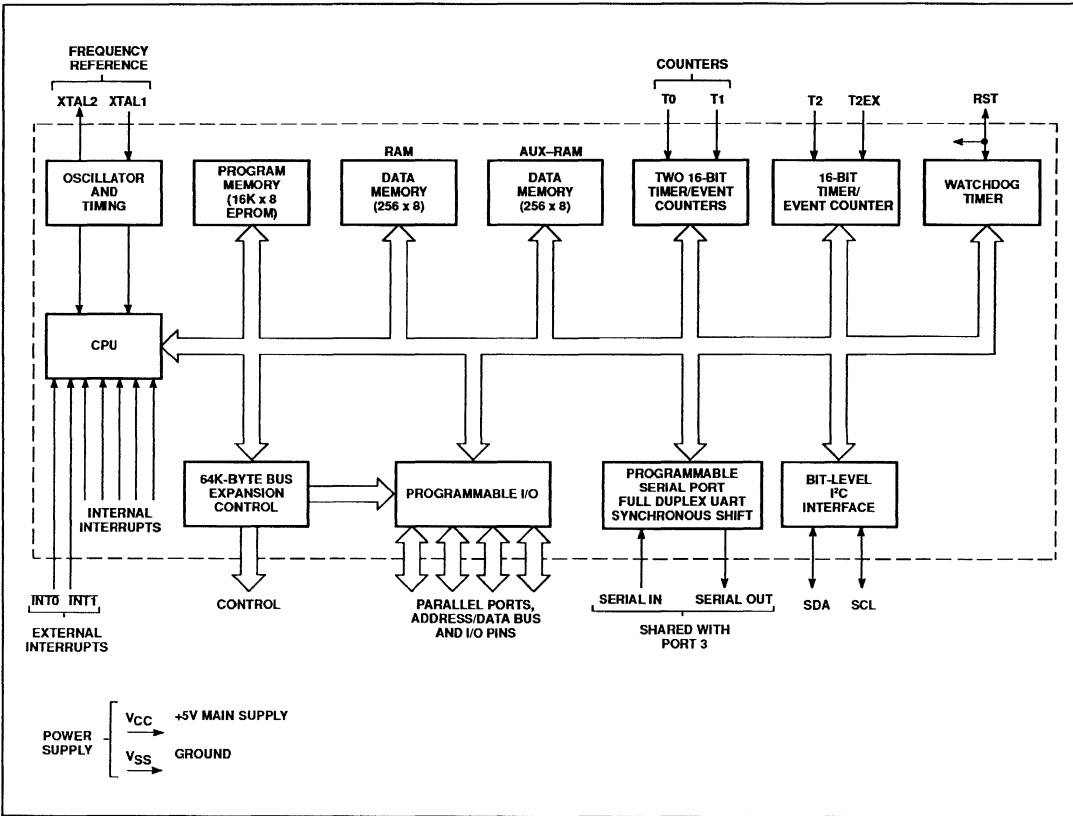 FREQUENCY
REFERENCE
XTAL2 XTAL1
COUNTERS
T0 T1
T2 T2EX
RST
OSCILLATOR
AND
TIMING
PROGRAM
MEMORY
(16K x 8
EPROM)
RAM
DATA
MEMORY
(256 x 8)
AUX–RAM
DATA
MEMORY
(256 x 8)
TWO 16-BIT
TIMER/EVENT
COUNTERS
16-BIT
TIMER/
EVENT COUNTER
WATCHDOG
TIMER
CPU
INTERNAL
INTERRUPTS
64K-BYTE BUS
EXPANSION
CONTROL
PROGRAMMABLE I/O
PROGRAMMABLE
SERIAL PORT
FULL DUPLEX UART
SYNCHRONOUS SHIFT
BIT-LEVEL
I²C
INTERFACE
INT0 INT1
EXTERNAL
INTERRUPTS
CONTROL
PARALLEL PORTS,
ADDRESS/DATA BUS
AND I/O PINS
SERIAL IN SERIAL OUT
SHARED WITH
PORT 3
SDA SCL
POWER
SUPPLY
VCC +5V MAIN SUPPLY
VSS GROUND